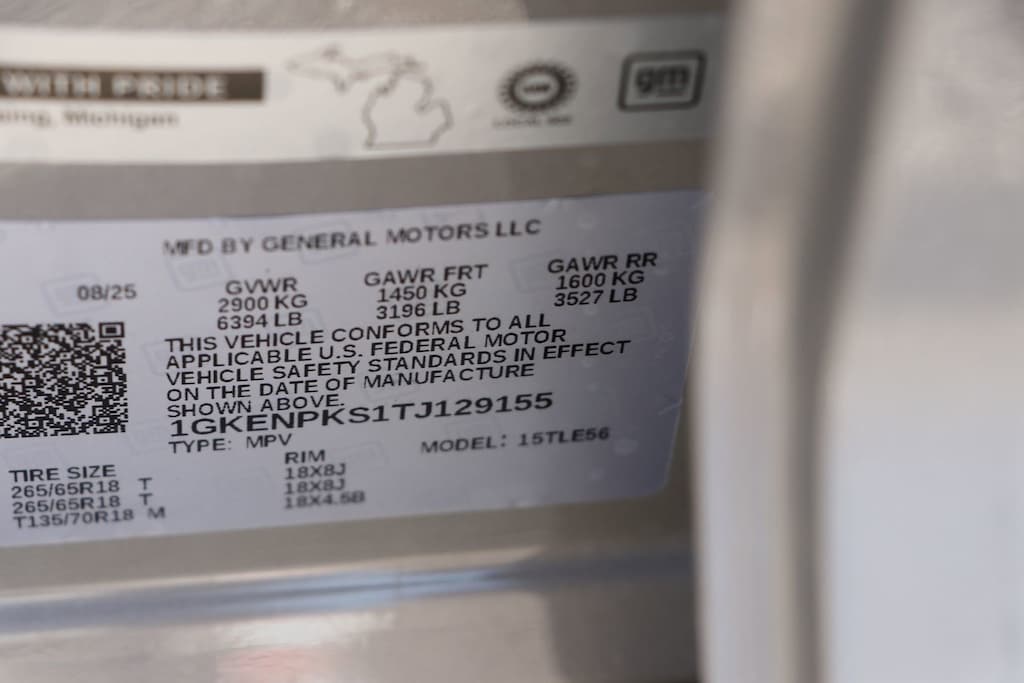 WITH PRIDE
Michigan
gm
MFD BY GENERAL MOTORS LLC
08/25
GVWR GAWR FRT GAWR RR
2900 KG 1450 KG 1600 KG
6394 LB 3196 LB 3527 LB
THIS VEHICLE CONFORMS TO ALL
APPLICABLE U.S. FEDERAL MOTOR
VEHICLE SAFETY STANDARDS IN EFFECT
ON THE DATE OF MANUFACTURE
SHOWN ABOVE.
1GKENPKS1TJ129155
TYPE: MPV MODEL: 15TLE56
TIRE SIZE RIM
265/65R18 T 18X8J
265/65R18 T 18X8J
T135/70R18 M 18X4.5B